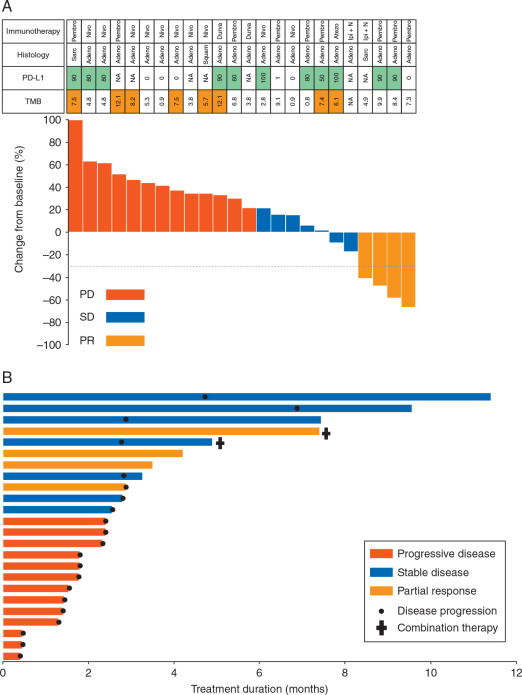 A
Immunotherapy Pembro Nivo Nivo Pembro Nivo Nivo Nivo Nivo Nivo Nivo Durva Pembro Durva Nivo Pembro Nivo Pembro Pembro Atezo Ipi + N Ipi + N Pembro Pembro Pembro
Histology Sarc Adeno Adeno Adeno Adeno Adeno Adeno Adeno Adeno Squam Adeno Adeno Adeno Adeno Adeno Adeno Adeno Adeno Adeno Adeno Sarc Adeno Adeno Adeno
PD-L1 90 80 80 NA NA 0 0 0 NA NA 90 60 NA 100 1 0 80 50 100 NA NA 90 90 0
TMB 7.5 4.8 4.8 12.1 8.2 5.3 0.9 7.5 3.8 5.7 12.1 6.8 3.8 2.8 9.1 0.9 0.8 7.4 6.1 NA 4.9 9.9 8.4 7.3
Change from baseline (%)
100
80
60
40
20
0
−20
−40
−60
−80
−100
PD
SD
PR
B
Progressive disease
Stable disease
Partial response
Disease progression
Combination therapy
0 2 4 6 8 10 12
Treatment duration (months)